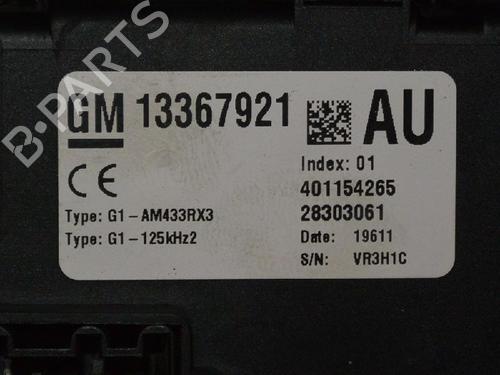 B-PARTS
GM 13367921 AU
Index: 01
401154265
28303061
CE
Type: G1-AM433RX3
Type: G1-125kHz2
Date: 19611
S/N: VR3H1C